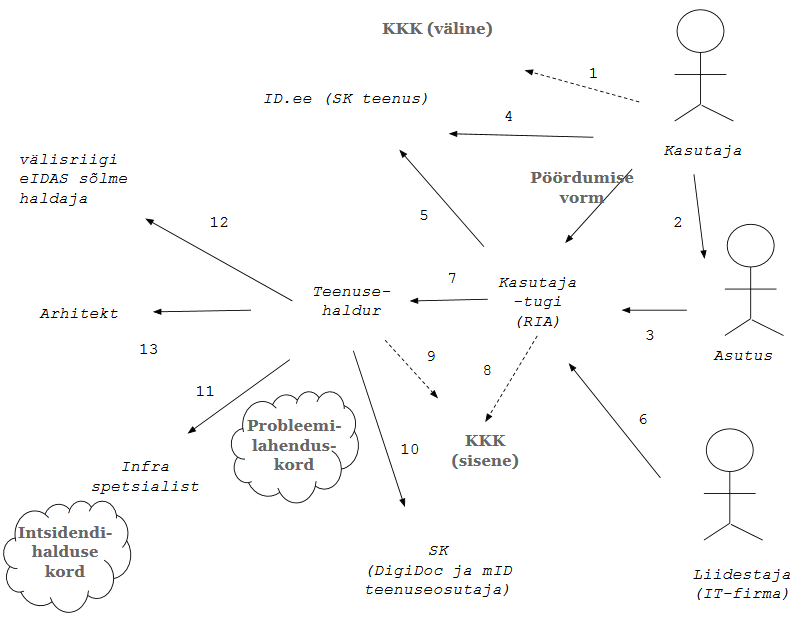 KKK (väline)
1
ID.ee (SK teenus)
4
Kasutaja
välisriigi
eIDAS sõlme
haldaja
Pöördumise
vorm
12
5
2
7
Teenuse-
haldur
Kasutaja
-tugi
(RIA)
Arhitekt
13
3
Asutus
9
8
11
6
Probleemi-
lahendus-
kord
10
KKK
(sisene)
Infra
spetsialist
Intsidendi-
halduse
kord
SK
(DigiDoc ja mID
teenuseosutaja)
Liidestaja
(IT-firma)